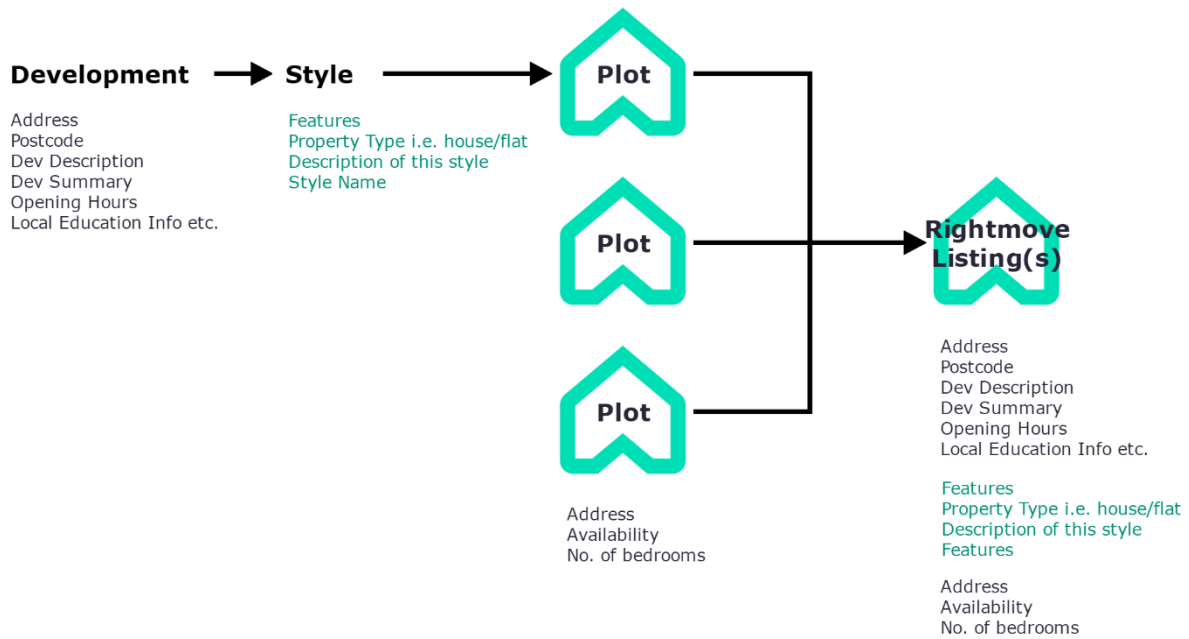 Development
Address
Postcode
Dev Description
Dev Summary
Opening Hours
Local Education Info etc.
Style
Features
Property Type i.e. house/flat
Description of this style
Style Name
Plot
Plot
Plot
Address
Availability
No. of bedrooms
Rightmove
Listing(s)
Address
Postcode
Dev Description
Dev Summary
Opening Hours
Local Education Info etc.
Features
Property Type i.e. house/flat
Description of this style
Features
Address
Availability
No. of bedrooms